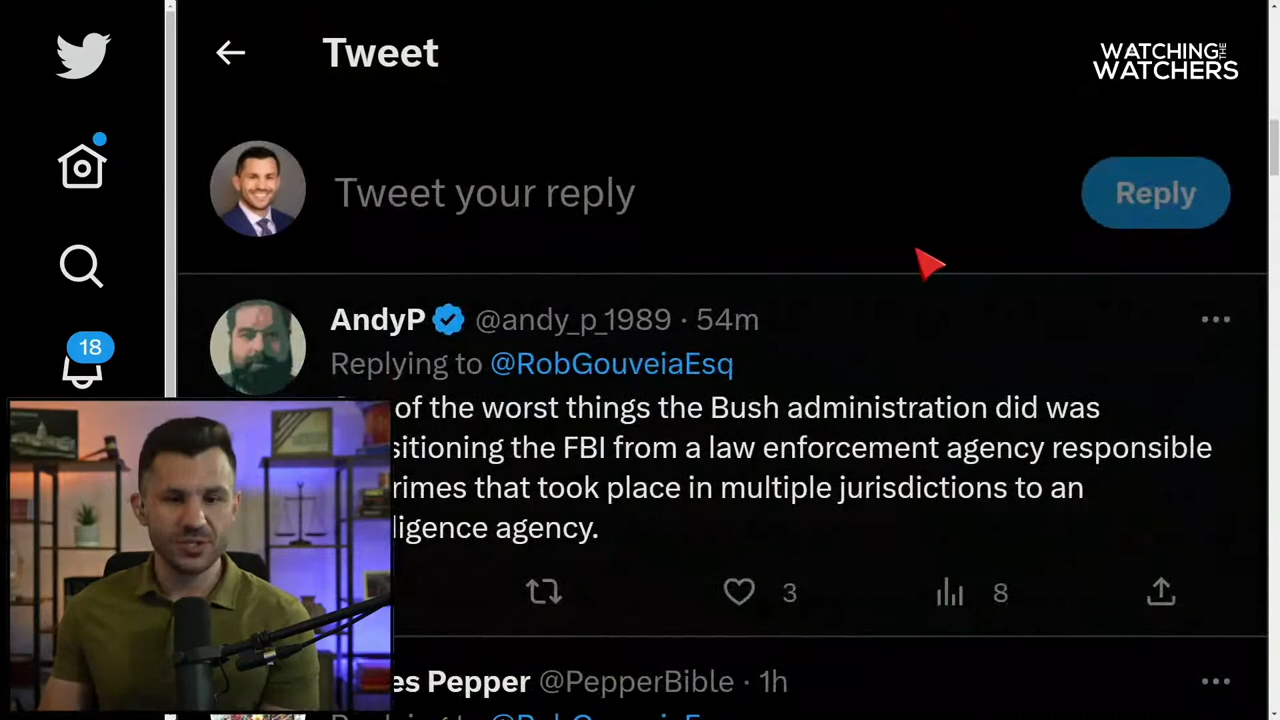 Tweet
WATCHING THE
WATCHERS
Tweet your reply
Reply
AndyP @andy_p_1989 · 54m
Replying to @RobGouveiaEsq
18
of the worst things the Bush administration did was
sitioning the FBI from a law enforcement agency responsible
rimes that took place in multiple jurisdictions to an
ligence agency.
3
8
es Pepper @PepperBible · 1h